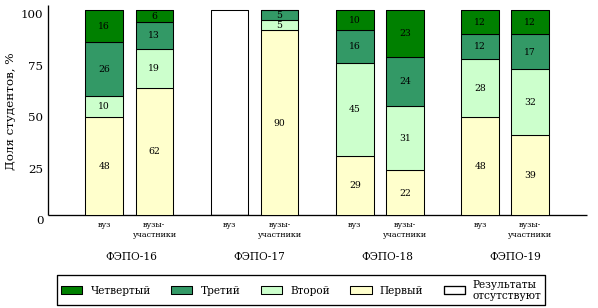 100
75
50
25
0
Доля студентов, %
16
26
10
48
6
13
19
62
5
5
90
10
16
45
29
23
24
31
22
12
12
28
48
12
17
32
39
вуз
вузы-
участники
вуз
вузы-
участники
вуз
вузы-
участники
вуз
вузы-
участники
ФЭПО-16
ФЭПО-17
ФЭПО-18
ФЭПО-19
Четвертый
Третий
Второй
Первый
Результаты
отсутствуют